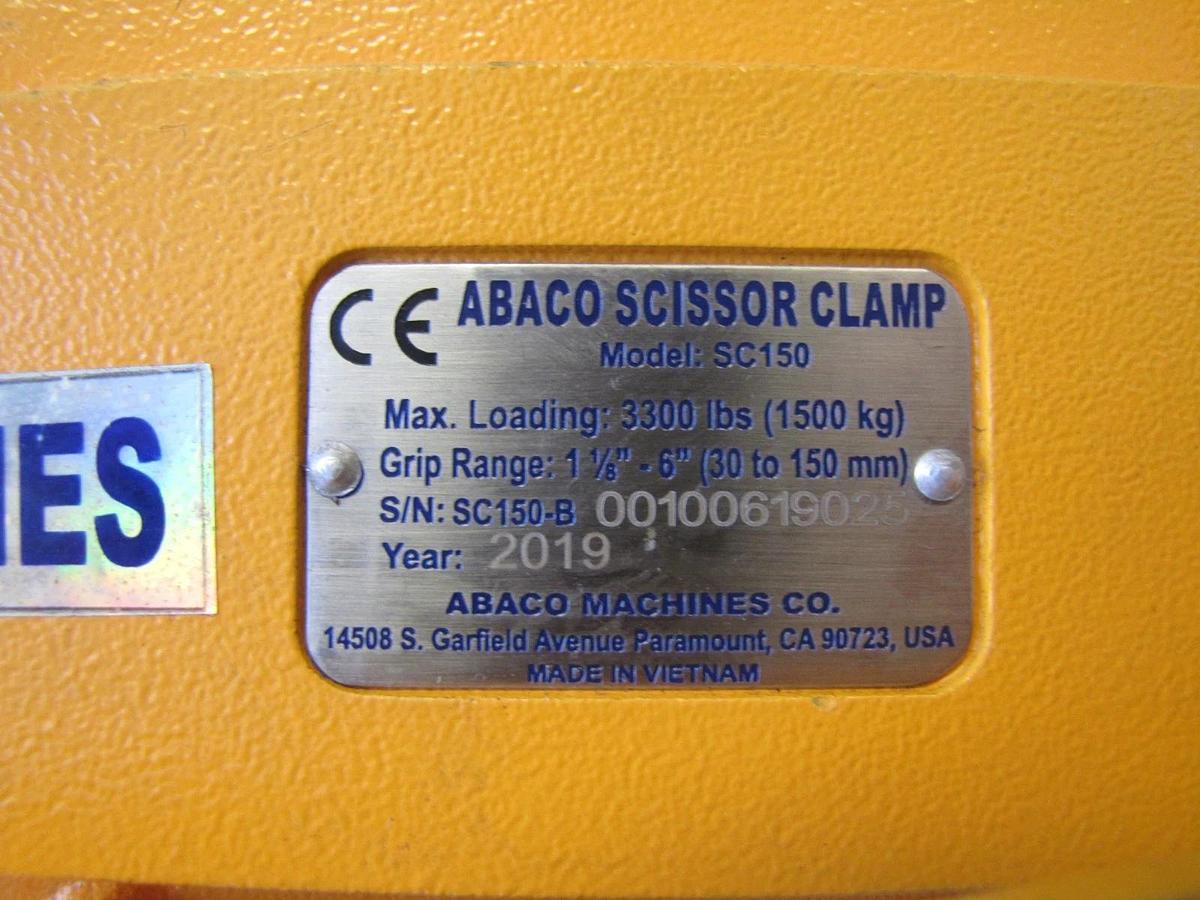 CE ABACO SCISSOR CLAMP
Model: SC150
Max. Loading: 3300 lbs (1500 kg)
Grip Range: 1 ⅛" - 6" (30 to 150 mm)
S/N: SC150-B 00100619025
Year: 2019
ABACO MACHINES CO.
14508 S. Garfield Avenue Paramount, CA 90723, USA
MADE IN VIETNAM